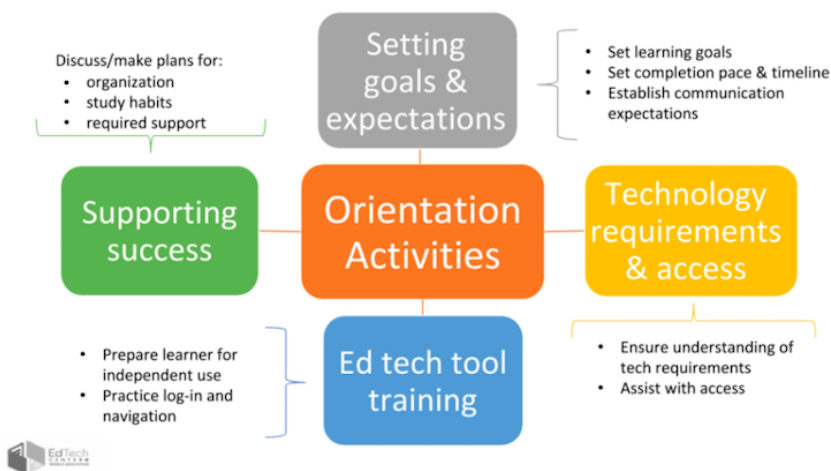 Setting
goals &
expectations
• Set learning goals
• Set completion pace & timeline
• Establish communication
expectations
Discuss/make plans for:
• organization
• study habits
• required support
Supporting
success
Orientation
Activities
Technology
requirements
& access
• Ensure understanding of
tech requirements
• Assist with access
• Prepare learner for
independent use
• Practice log-in and
navigation
Ed tech tool
training
EdTech